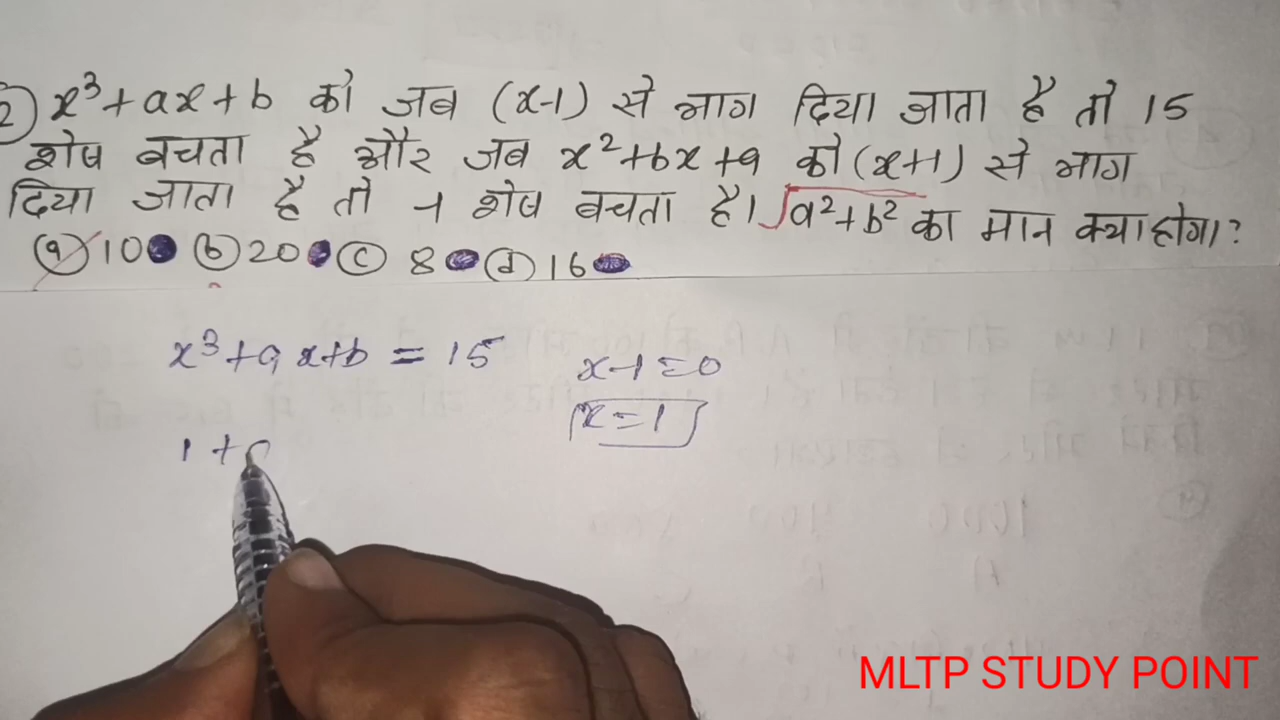 2) x³+ax+b को जब (x-1) से भाग दिया जाता है तो 15
शेष बचता है और जब x²+bx+a को (x+1) से भाग
दिया जाता है तो -1 शेष बचता है। √a²+b² का मान क्या होगा?
(a) 10 (b) 20 (c) 8 (d) 16
x³+ax+b = 15
x-1=0
x=1
1+
MLTP STUDY POINT